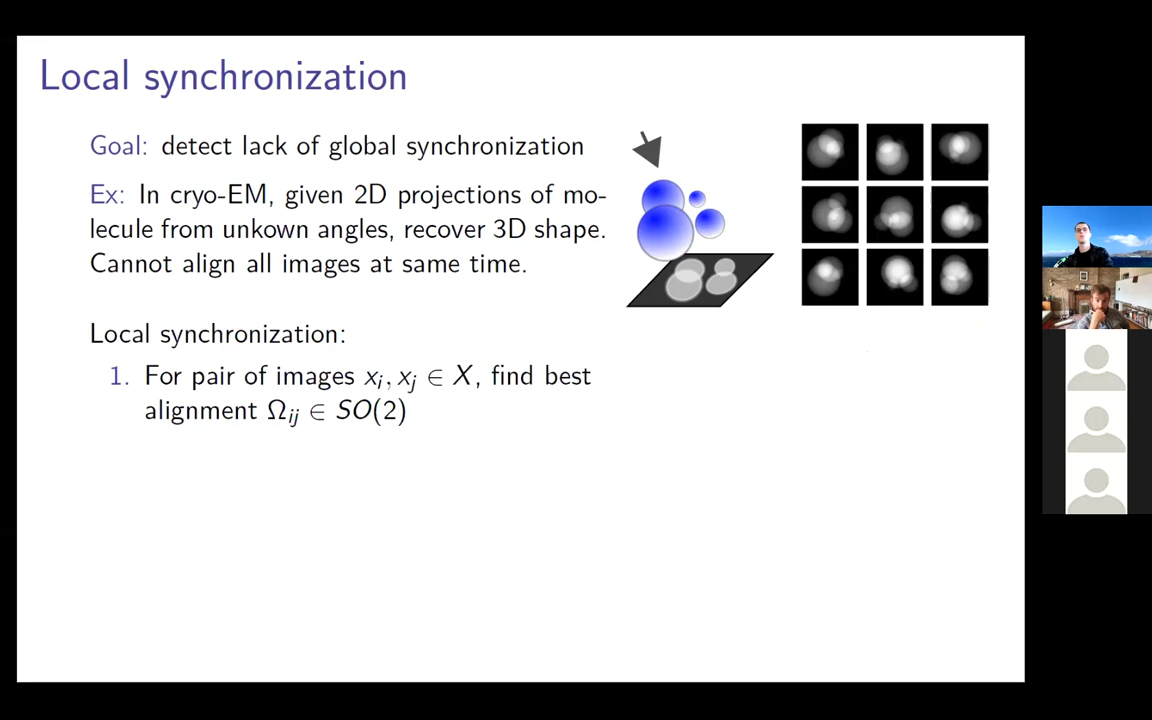 Local synchronization
Goal: detect lack of global synchronization
Ex: In cryo-EM, given 2D projections of mo-
lecule from unkown angles, recover 3D shape.
Cannot align all images at same time.
Local synchronization:
1. For pair of images xᵢ, xⱼ ∈ X, find best
alignment Ωᵢⱼ ∈ SO(2)